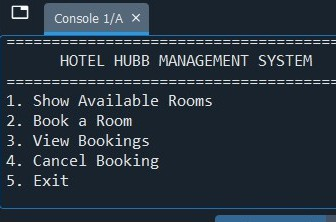 Console 1/A ×
=====================================
HOTEL HUBB MANAGEMENT SYSTEM
=====================================
1. Show Available Rooms
2. Book a Room
3. View Bookings
4. Cancel Booking
5. Exit